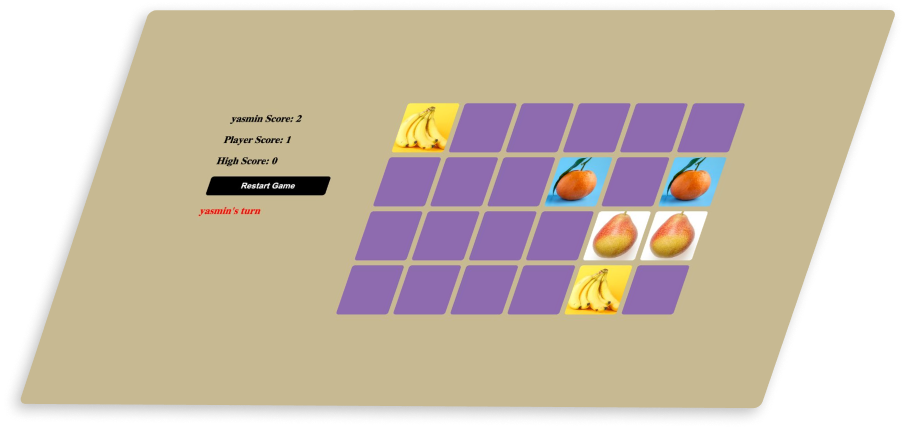 yasmin Score: 2
Player Score: 1
High Score: 0
Restart Game
yasmin's turn